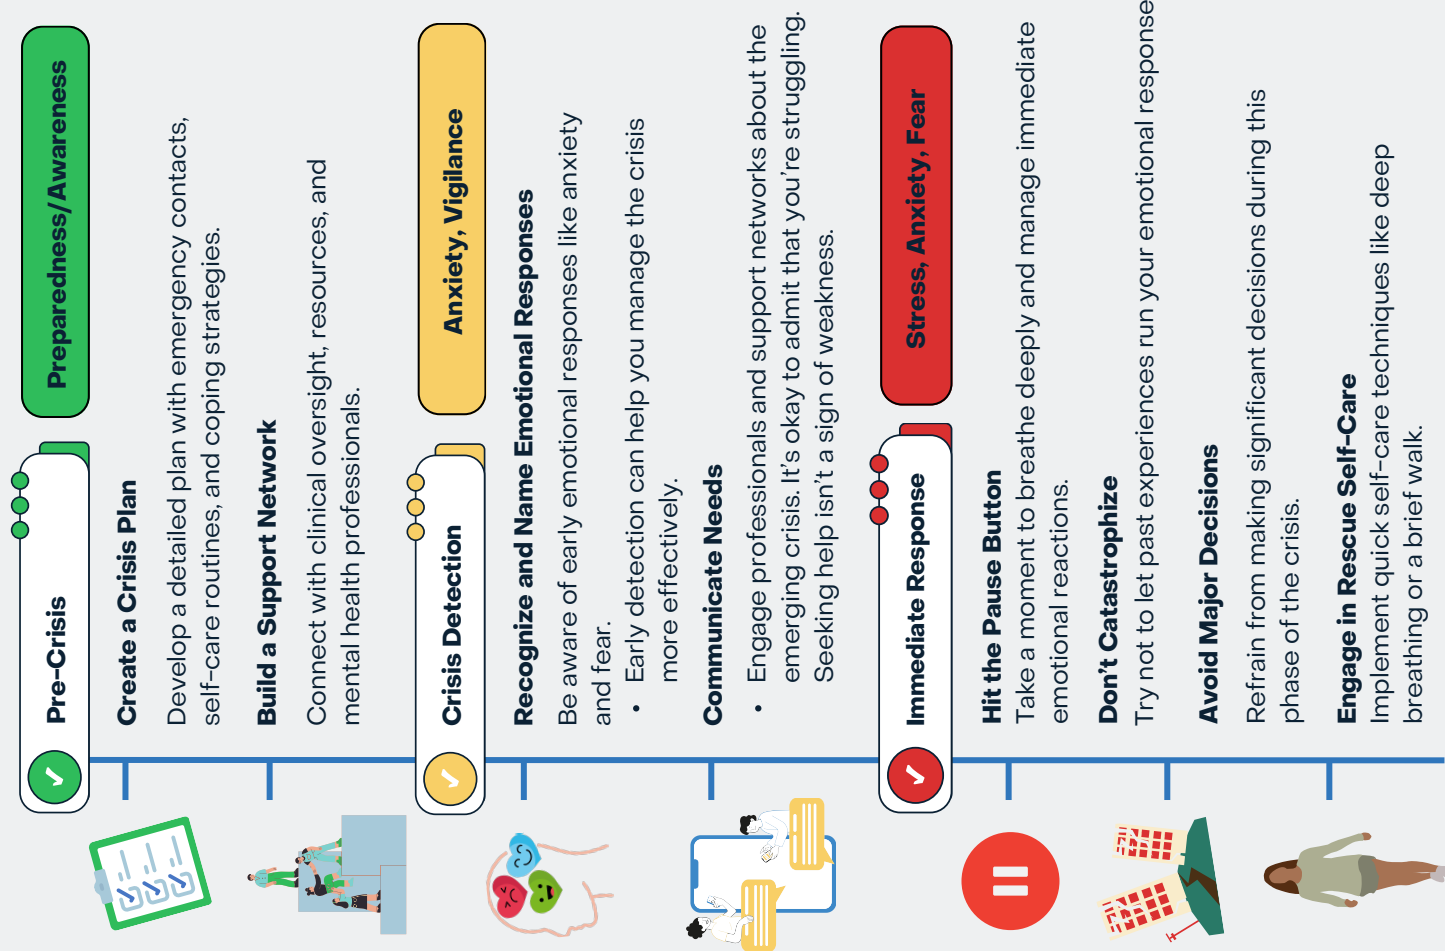 Pre-Crisis
Preparedness/Awareness
Create a Crisis Plan
Develop a detailed plan with emergency contacts,
self-care routines, and coping strategies.
Build a Support Network
Connect with clinical oversight, resources, and
mental health professionals.
Crisis Detection
Anxiety, Vigilance
Recognize and Name Emotional Responses
Be aware of early emotional responses like anxiety
and fear.
• Early detection can help you manage the crisis
more effectively.
Communicate Needs
• Engage professionals and support networks about the
emerging crisis. It's okay to admit that you're struggling.
Seeking help isn't a sign of weakness.
Immediate Response
Stress, Anxiety, Fear
Hit the Pause Button
Take a moment to breathe deeply and manage immediate
emotional reactions.
Don't Catastrophize
Try not to let past experiences run your emotional response
Avoid Major Decisions
Refrain from making significant decisions during this
phase of the crisis.
Engage in Rescue Self-Care
Implement quick self-care techniques like deep
breathing or a brief walk.